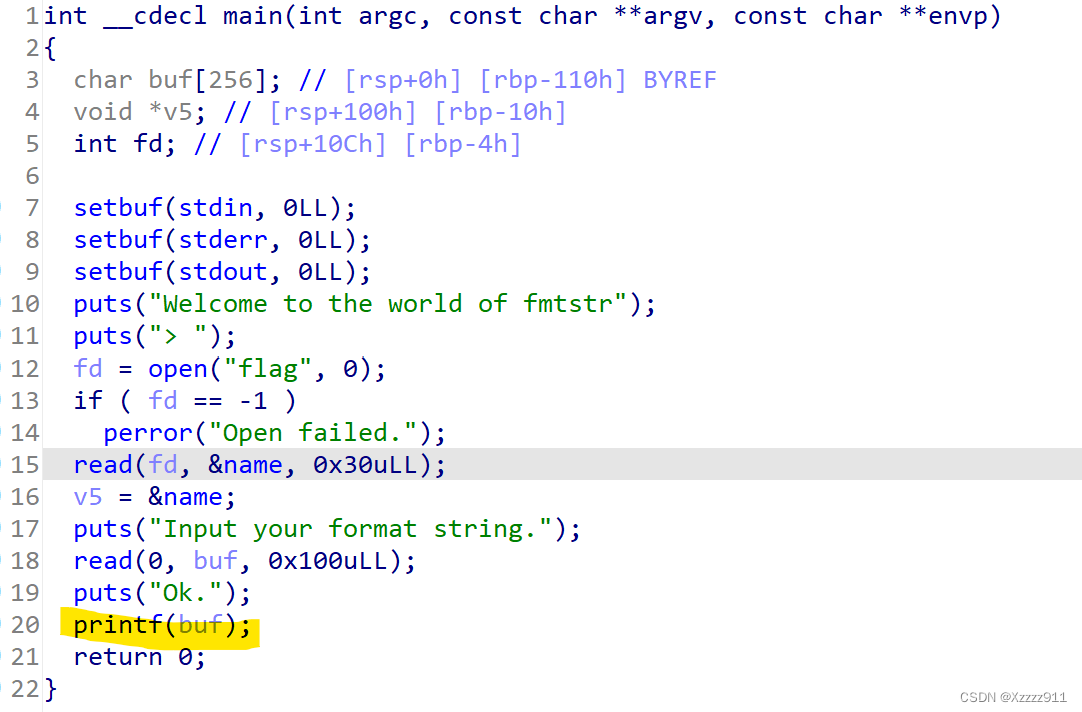 1 int __cdecl main(int argc, const char **argv, const char **envp)
2 {
3   char buf[256]; // [rsp+0h] [rbp-110h] BYREF
4   void *v5; // [rsp+100h] [rbp-10h]
5   int fd; // [rsp+10Ch] [rbp-4h]
6
7   setbuf(stdin, 0LL);
8   setbuf(stderr, 0LL);
9   setbuf(stdout, 0LL);
10   puts("Welcome to the world of fmtstr");
11   puts("> ");
12   fd = open("flag", 0);
13   if ( fd == -1 )
14     perror("Open failed.");
15   read(fd, &name, 0x30uLL);
16   v5 = &name;
17   puts("Input your format string.");
18   read(0, buf, 0x100uLL);
19   puts("Ok.");
20   printf(buf);
21   return 0;
22 }
CSDN @Xzzzz911